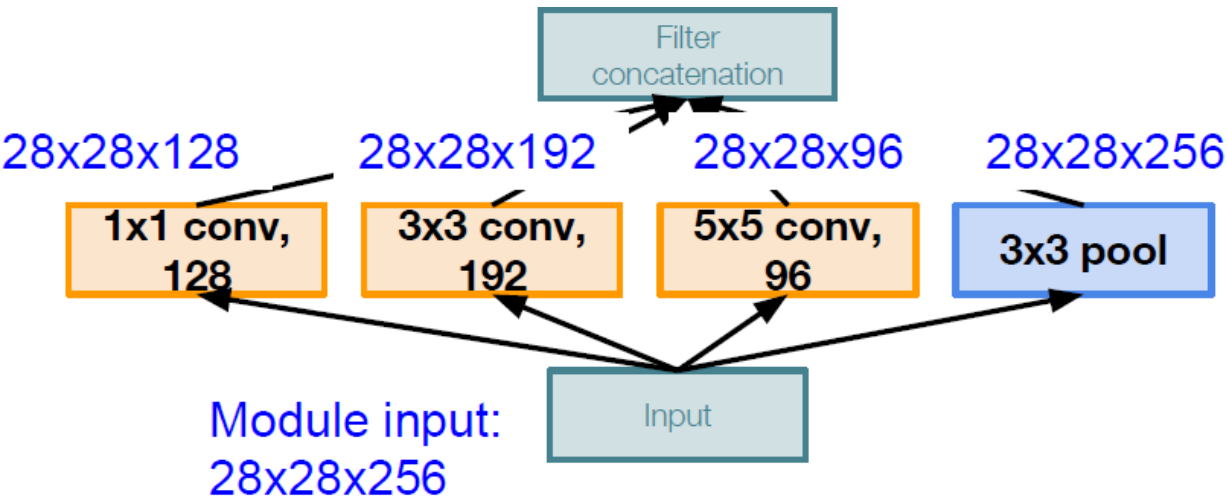 Filter
concatenation
28x28x128
28x28x192
28x28x96
28x28x256
1x1 conv,
128
3x3 conv,
192
5x5 conv,
96
3x3 pool
Input
Module input:
28x28x256